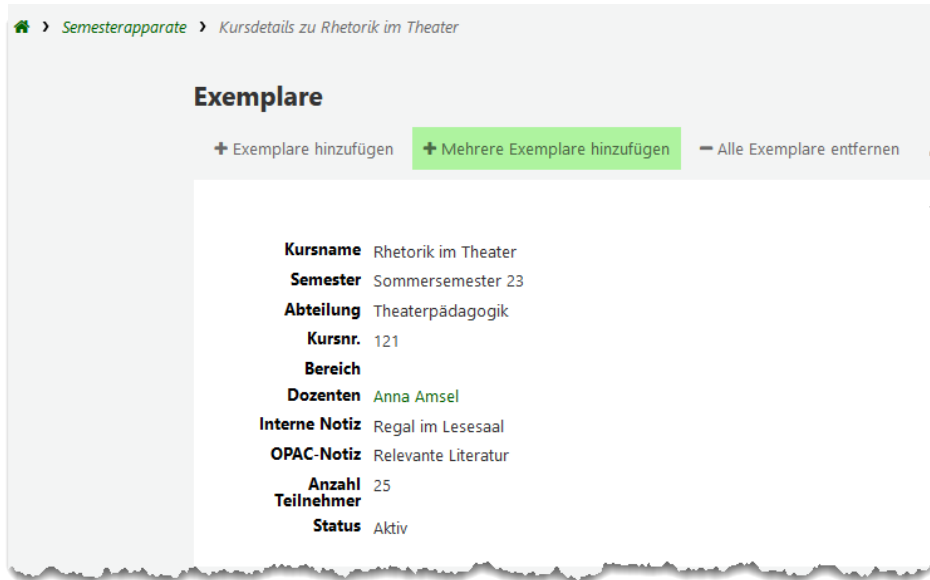 Semesterapparate > Kursdetails zu Rhetorik im Theater
Exemplare
+ Exemplare hinzufügen + Mehrere Exemplare hinzufügen − Alle Exemplare entfernen
Kursname Rhetorik im Theater
Semester Sommersemester 23
Abteilung Theaterpädagogik
Kursnr. 121
Bereich
Dozenten Anna Amsel
Interne Notiz Regal im Lesesaal
OPAC-Notiz Relevante Literatur
Anzahl 25
Teilnehmer
Status Aktiv